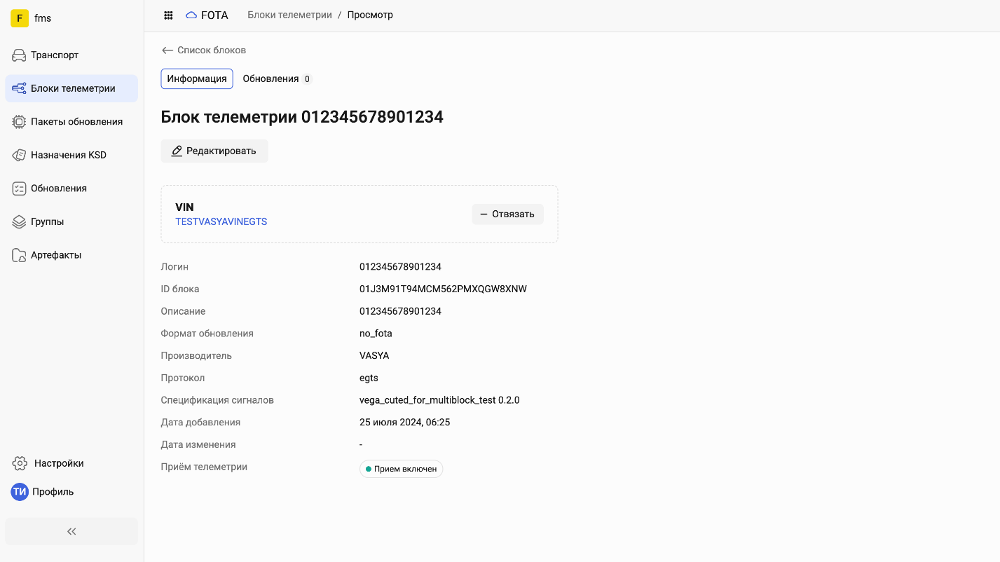 F fms
Транспорт
Блоки телеметрии
Пакеты обновления
Назначения KSD
Обновления
Группы
Артефакты
Настройки
ТИ Профиль
FOTA Блоки телеметрии / Просмотр
Список блоков
Информация Обновления 0
Блок телеметрии 012345678901234
Редактировать
VIN
TESTVASYAVINEGTS
Отвязать
Логин 012345678901234
ID блока 01J3M91T94MCM562PMXQGW8XNW
Описание 012345678901234
Формат обновления no_fota
Производитель VASYA
Протокол egts
Спецификация сигналов vega_cuted_for_multiblock_test 0.2.0
Дата добавления 25 июля 2024, 06:25
Дата изменения -
Приём телеметрии Прием включен